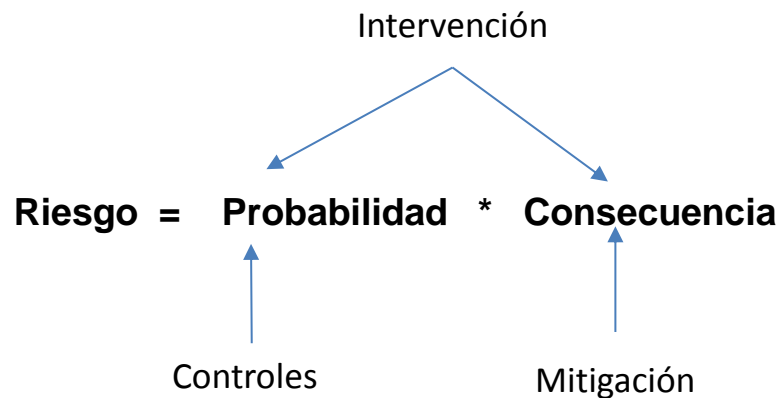 Intervención
Riesgo = Probabilidad * Consecuencia
Controles Mitigación